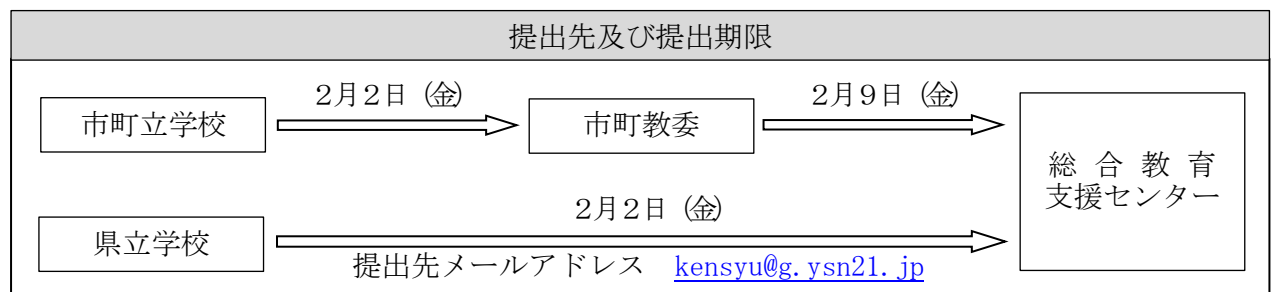 提出先及び提出期限
2月2日（金）
2月9日（金）
市町立学校
市町教委
総合教育
支援センター
2月2日（金）
県立学校
提出先メールアドレス　kensyu@g.ysn21.jp